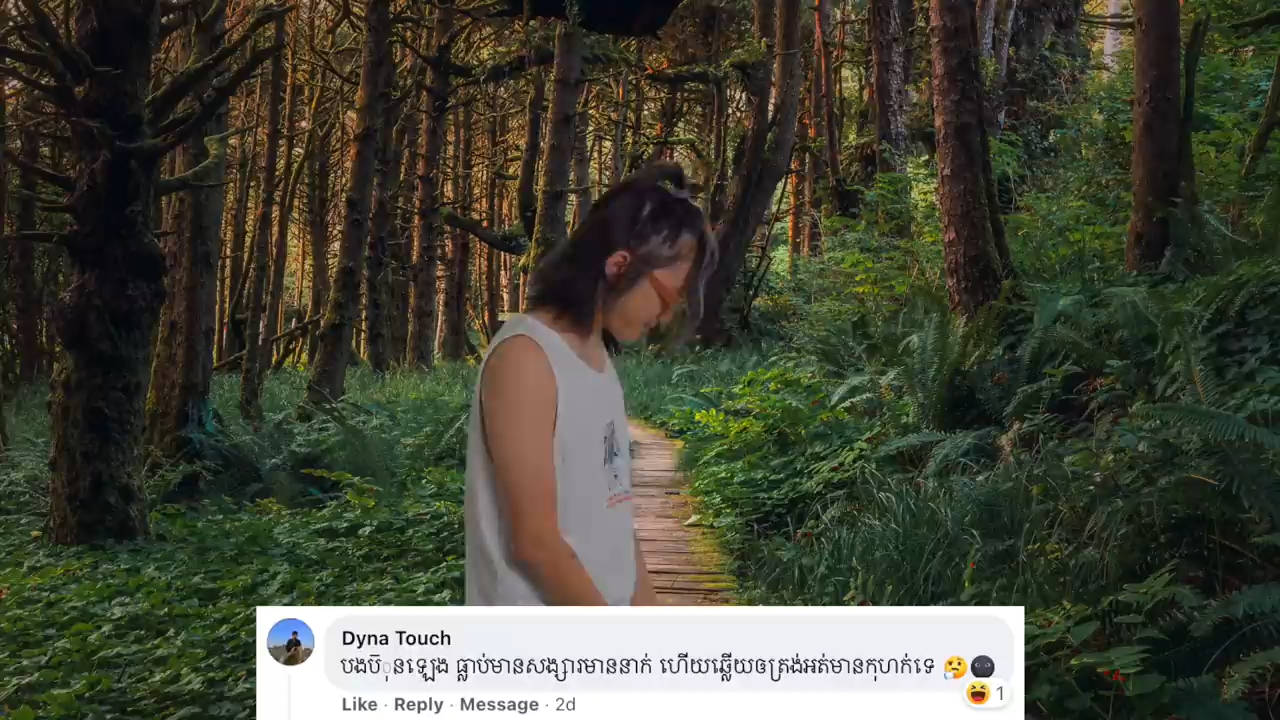 Dyna Touch
បងប៊ុនឡេង ធ្លាប់មានសង្សារមាននាក់ ហើយឆ្លើយឲត្រង់អត់មានកុហក់ទេ 🤔🌚
😆 1
Like · Reply · Message · 2d